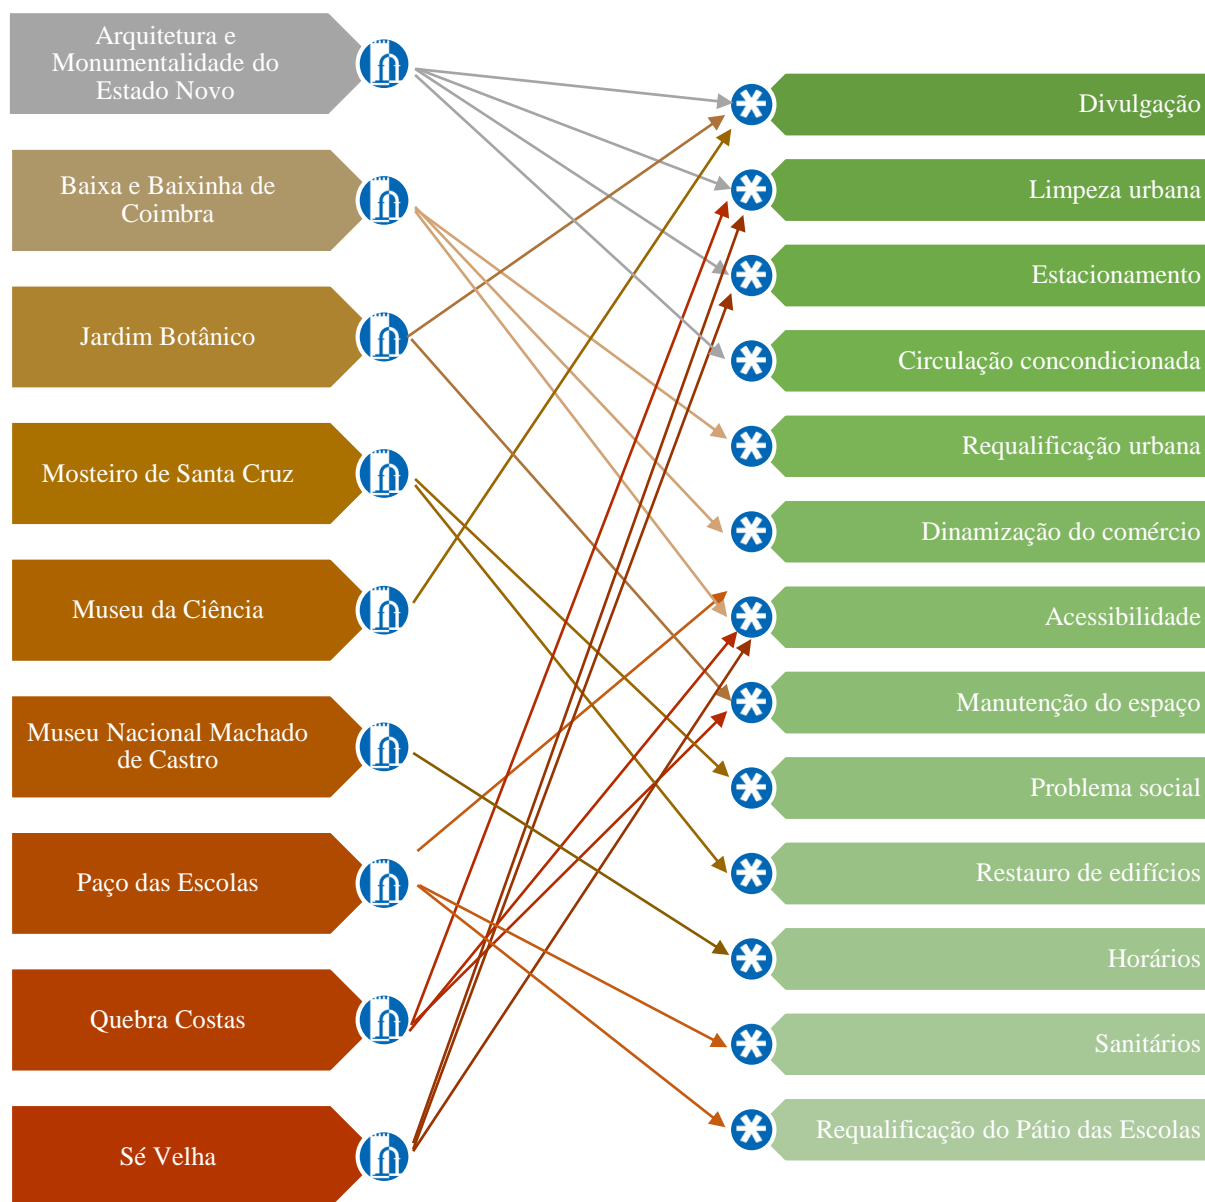 Arquitetura e
Monumentalidade do
Estado Novo
Baixa e Baixinha de
Coimbra
Jardim Botânico
Mosteiro de Santa Cruz
Museu da Ciência
Museu Nacional Machado
de Castro
Paço das Escolas
Quebra Costas
Sé Velha
Divulgação
Limpeza urbana
Estacionamento
Circulação concondicionada
Requalificação urbana
Dinamização do comércio
Acessibilidade
Manutenção do espaço
Problema social
Restauro de edifícios
Horários
Sanitários
Requalificação do Pátio das Escolas